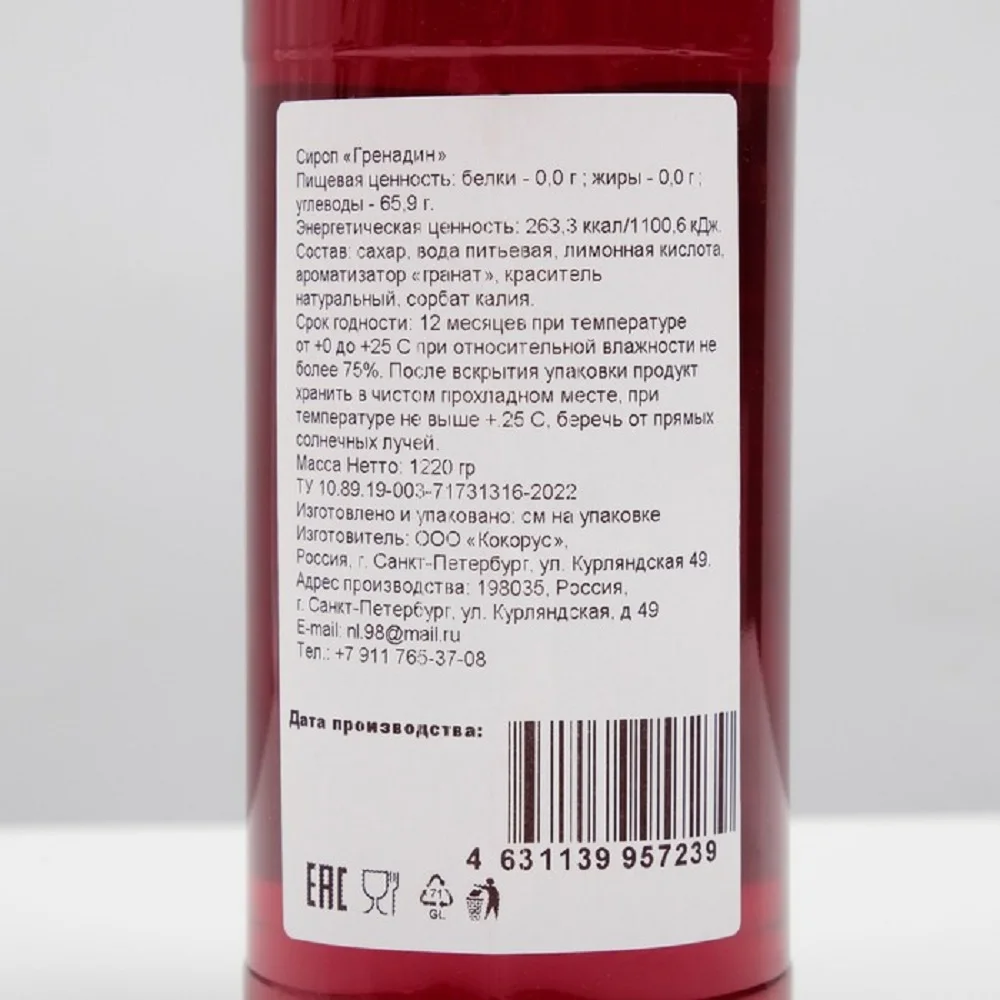 Сироп «Гренадин»
Пищевая ценность: белки - 0,0 г ; жиры - 0,0 г ;
углеводы - 65,9 г.
Энергетическая ценность: 263,3 ккал/1100,6 кДж.
Состав: сахар, вода питьевая, лимонная кислота,
ароматизатор «гранат», краситель
натуральный, сорбат калия.
Срок годности: 12 месяцев при температуре
от +0 до +25 С при относительной влажности не
более 75%. После вскрытия упаковки продукт
хранить в чистом прохладном месте, при
температуре не выше +.25 С, беречь от прямых
солнечных лучей.
Масса Нетто: 1220 гр
ТУ 10.89.19-003-71731316-2022
Изготовлено и упаковано: см на упаковке
Изготовитель: ООО «Кокорус»,
Россия, г. Санкт-Петербург, ул. Курляндская 49.
Адрес производства: 198035, Россия,
г. Санкт-Петербург, ул. Курляндская, д 49
E-mail: nl.98@mail.ru
Тел.: +7 911 765-37-08
Дата производства:
4 631139 957239
EAC
71
GL